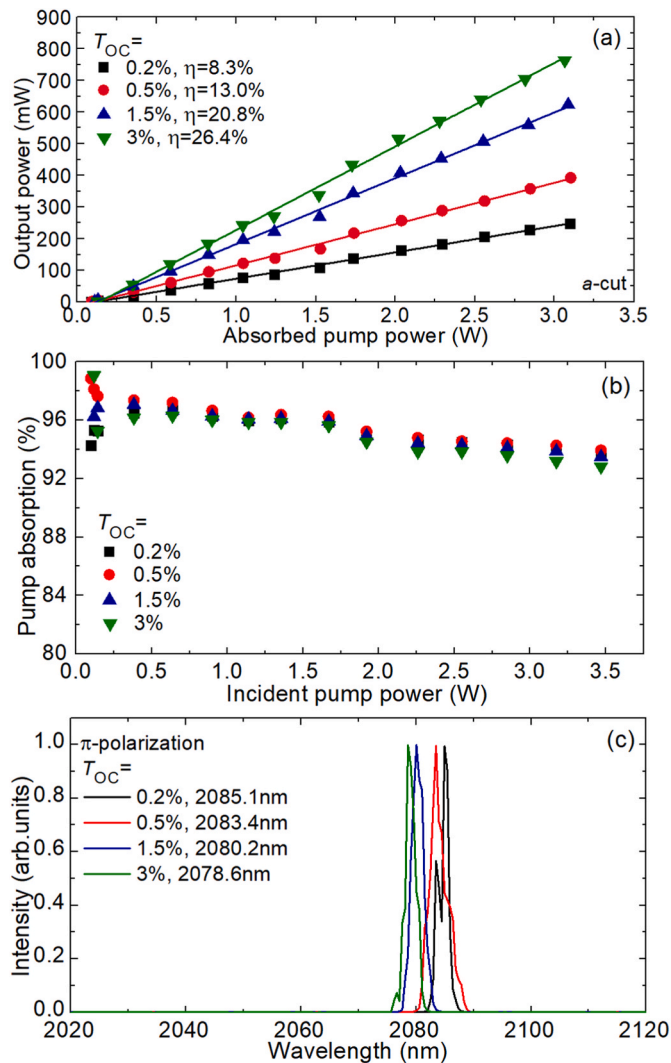 900
800
700
600
500
400
300
200
100
0
Output power (mW)
T_OC=
0.2%, η=8.3%
0.5%, η=13.0%
1.5%, η=20.8%
3%, η=26.4%
(a)
a-cut
0.0 0.5 1.0 1.5 2.0 2.5 3.0 3.5
Absorbed pump power (W)
100
96
92
88
84
80
Pump absorption (%)
(b)
T_OC=
0.2%
0.5%
1.5%
3%
0.0 0.5 1.0 1.5 2.0 2.5 3.0 3.5
Incident pump power (W)
1.0
0.8
0.6
0.4
0.2
0.0
Intensity (arb.units)
π-polarization
(c)
T_OC=
0.2%, 2085.1nm
0.5%, 2083.4nm
1.5%, 2080.2nm
3%, 2078.6nm
2020 2040 2060 2080 2100 2120
Wavelength (nm)